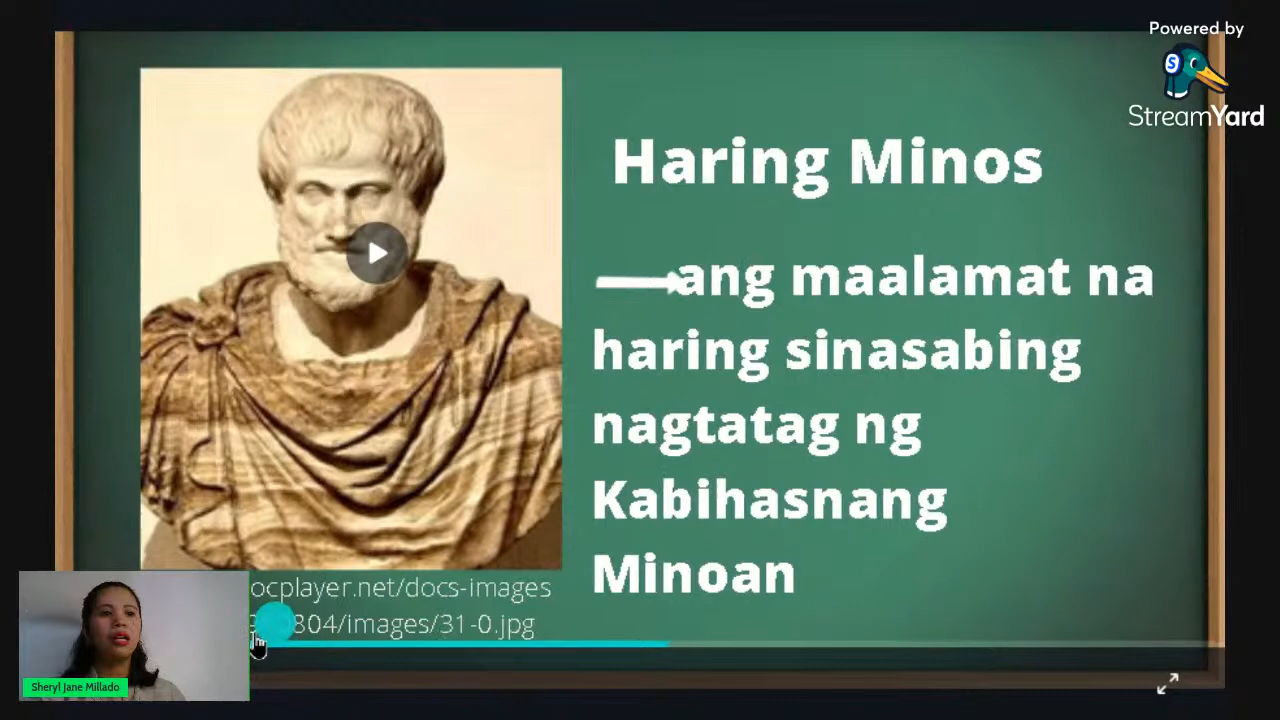 Powered by
StreamYard
Haring Minos
ang maalamat na
haring sinasabing
nagtatag ng
Kabihasnang
Minoan
ocplayer.net/docs-images
804/images/31-0.jpg
Sheryl Jane Millado